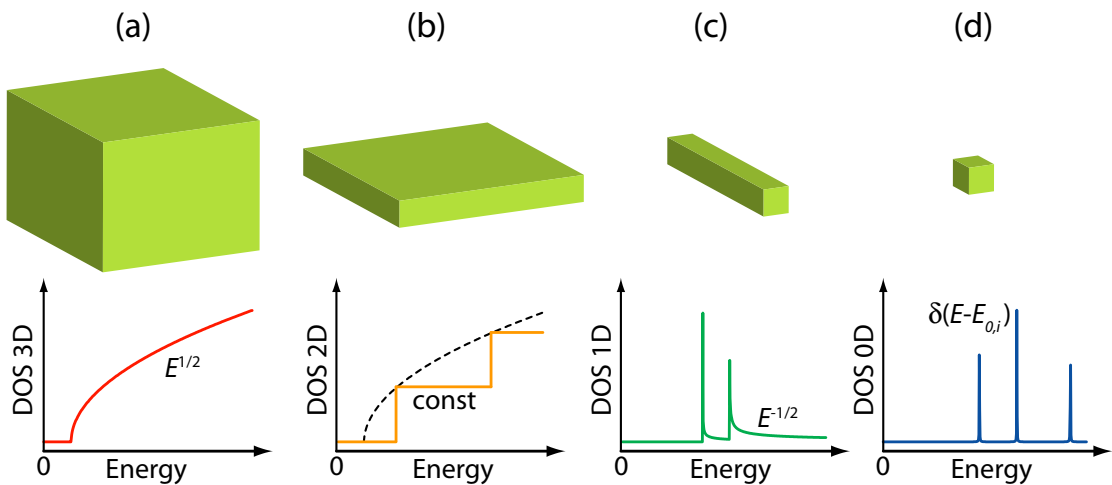 (a)
(b)
(c)
(d)
DOS 3D
E1/2
0
Energy
DOS 2D
const
0
Energy
DOS 1D
E-1/2
0
Energy
DOS 0D
δ(E-E0,i)
0
Energy